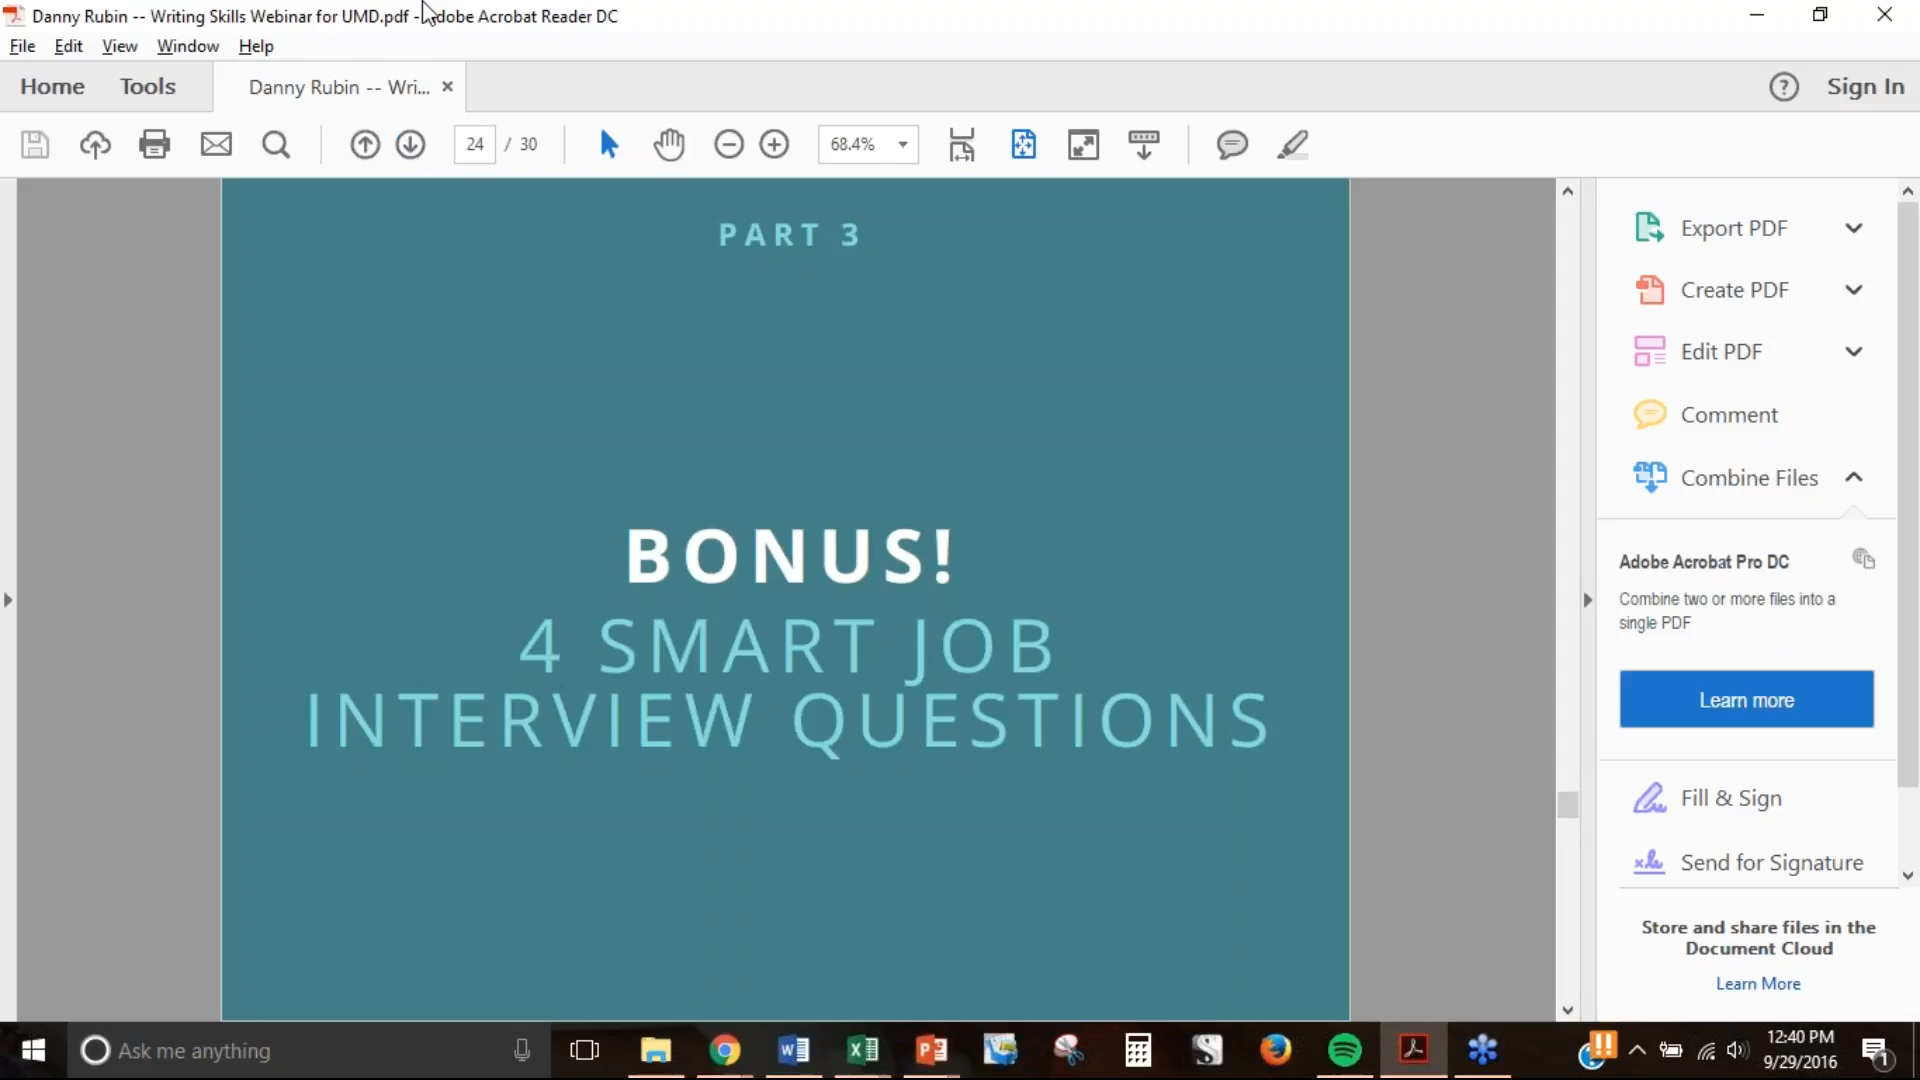 Danny Rubin -- Writing Skills Webinar for UMD.pdf - Adobe Acrobat Reader DC
File Edit View Window Help
Home Tools Danny Rubin -- Wri... × ? Sign In
24 / 30 68.4%
PART 3
BONUS!
4 SMART JOB
INTERVIEW QUESTIONS
Export PDF
Create PDF
Edit PDF
Comment
Combine Files
Adobe Acrobat Pro DC
Combine two or more files into a
single PDF
Learn more
Fill & Sign
Send for Signature
Store and share files in the
Document Cloud
Learn More
Ask me anything
12:40 PM
9/29/2016
1